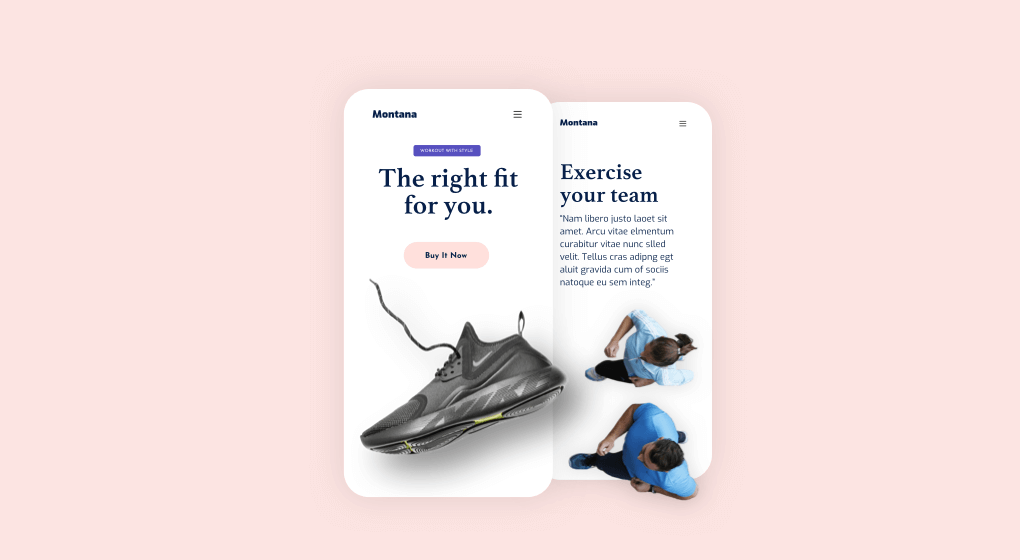 Montana
WORKOUT WITH STYLE
The right fit
for you.
Buy It Now
Montana
Exercise
your team
"Nam libero justo laoet sit
amet. Arcu vitae elmentum
curabitur vitae nunc slled
velit. Tellus cras adipng egt
aluit gravida cum of sociis
natoque eu sem integ."